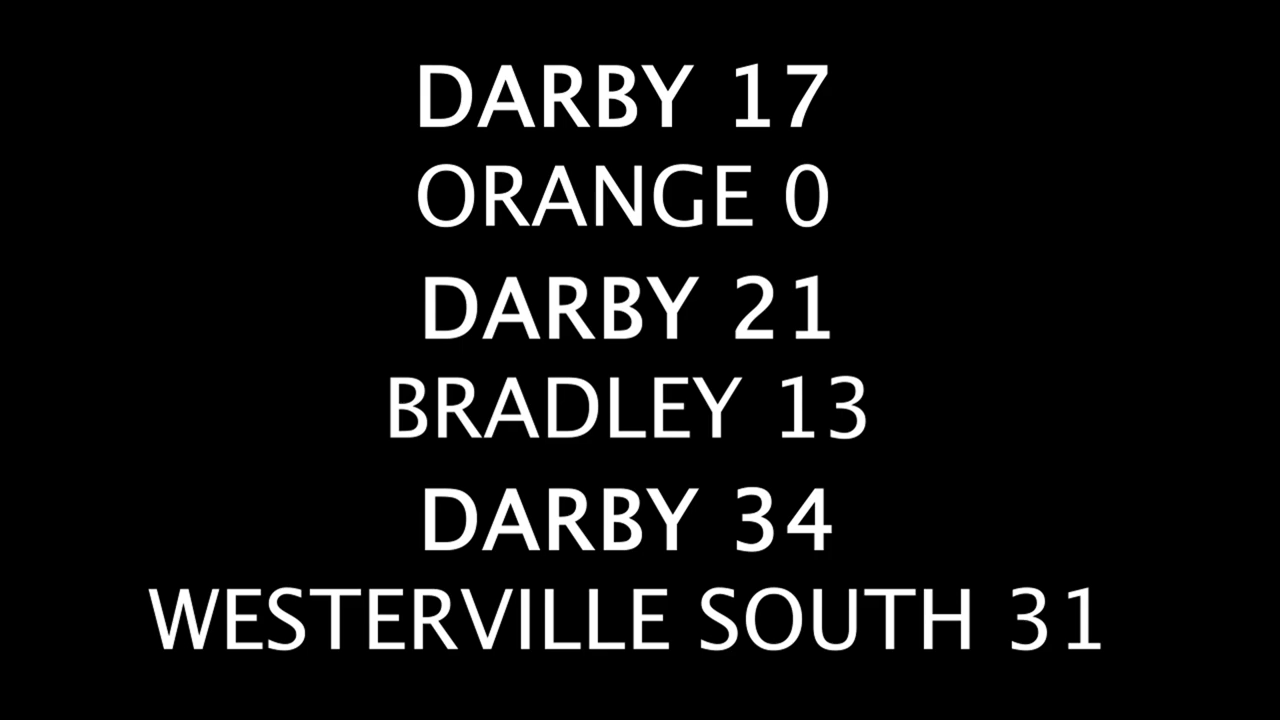 DARBY 17
ORANGE 0
DARBY 21
BRADLEY 13
DARBY 34
WESTERVILLE SOUTH 31